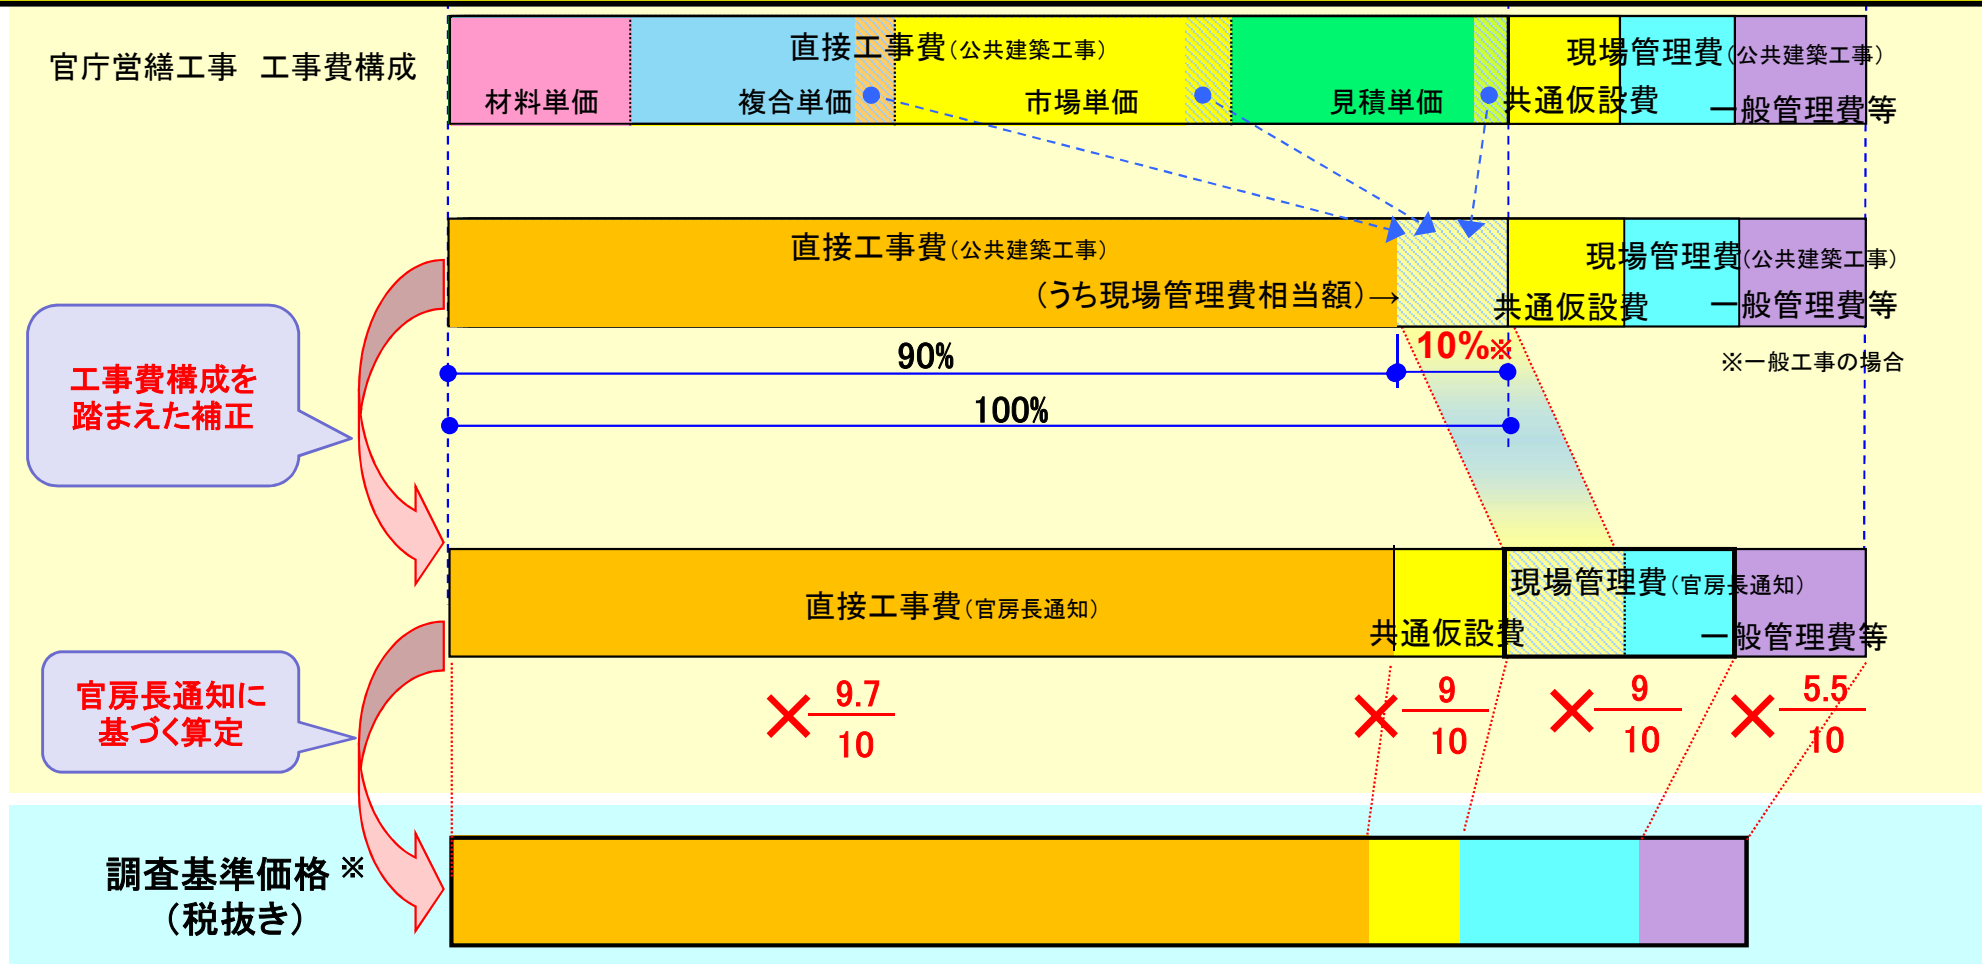 官庁営繕工事　工事費構成
直接工事費(公共建築工事)
現場管理費(公共建築工事)
材料単価
複合単価
市場単価
見積単価
共通仮設費
一般管理費等
直接工事費(公共建築工事)
現場管理費(公共建築工事)
(うち現場管理費相当額)→
共通仮設費
一般管理費等
90%
10%※
※一般工事の場合
100%
工事費構成を
踏まえた補正
直接工事費(官房長通知)
現場管理費(官房長通知)
共通仮設費
一般管理費等
官房長通知に
基づく算定
× 9.7
10
× 9
10
× 9
10
× 5.5
10
調査基準価格※
(税抜き)